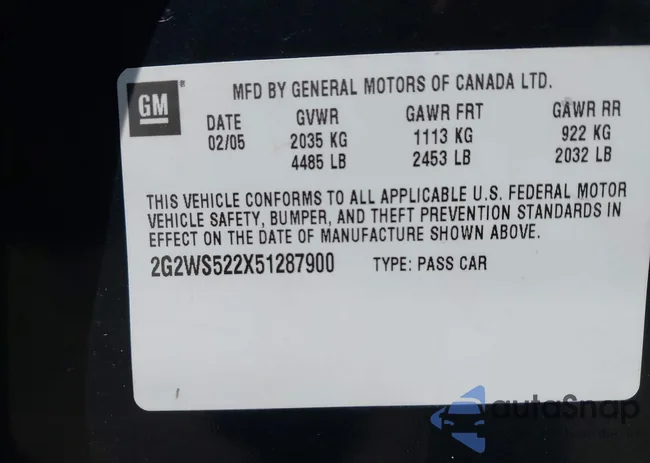 GM®
MFD BY GENERAL MOTORS OF CANADA LTD.
DATE GVWR GAWR FRT GAWR RR
02/05 2035 KG 1113 KG 922 KG
4485 LB 2453 LB 2032 LB
THIS VEHICLE CONFORMS TO ALL APPLICABLE U.S. FEDERAL MOTOR
VEHICLE SAFETY, BUMPER, AND THEFT PREVENTION STANDARDS IN
EFFECT ON THE DATE OF MANUFACTURE SHOWN ABOVE.
2G2WS522X51287900 TYPE: PASS CAR
autoSnap